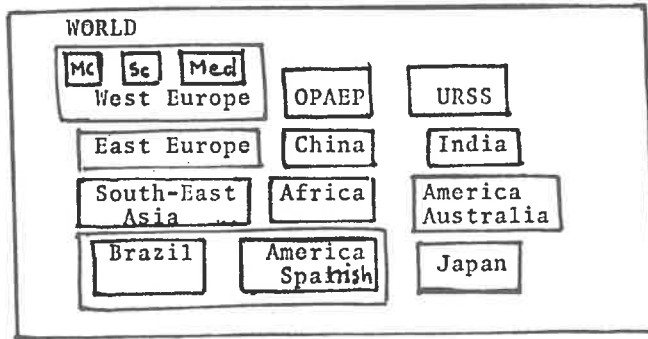 WORLD
MC Sc Med
West Europe OPAEP URSS
East Europe China India
South-East Africa America
Asia Australia
Brazil America Japan
Spanish